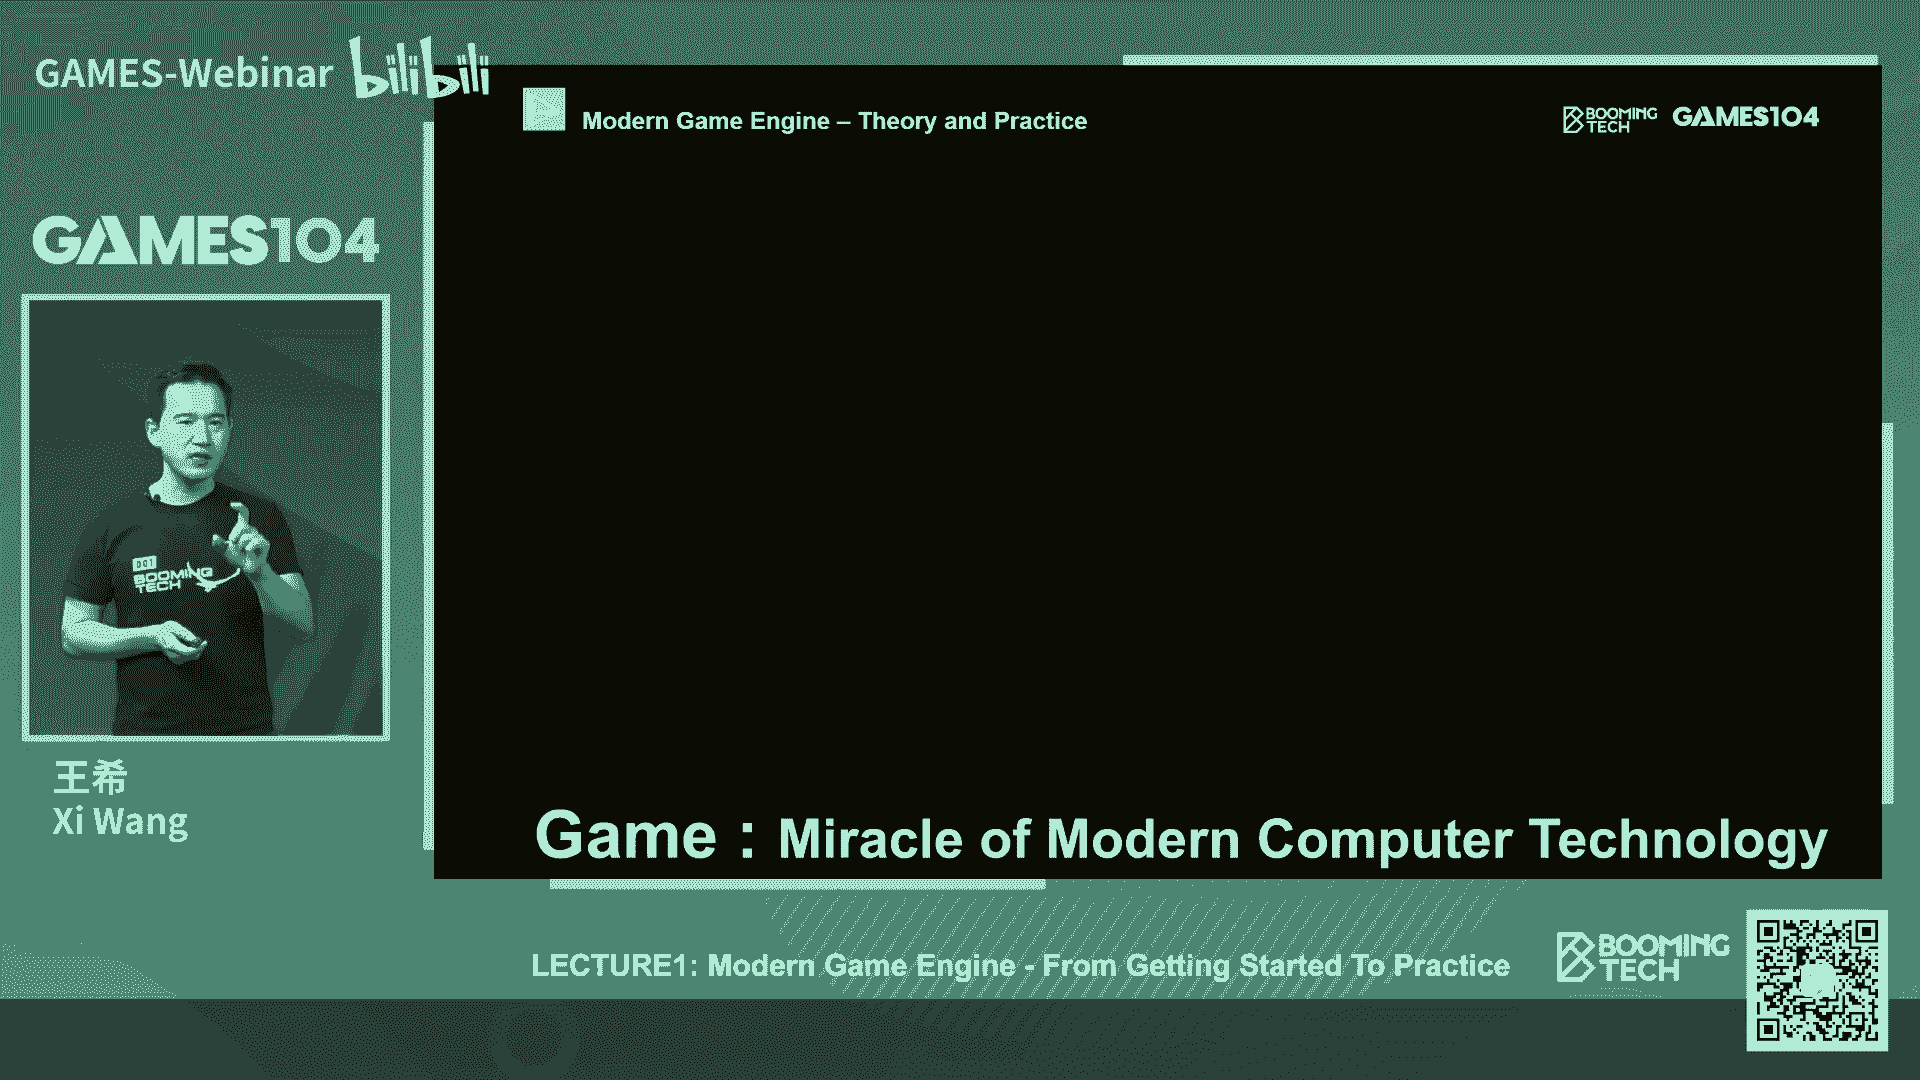 GAMES-Webinar bilibili
Modern Game Engine – Theory and Practice
BOOMING
TECH
GAMES104
GAMES104
BOOMING
TECH
王希
Xi Wang
Game : Miracle of Modern Computer Technology
LECTURE1: Modern Game Engine - From Getting Started To Practice
BOOMING
TECH